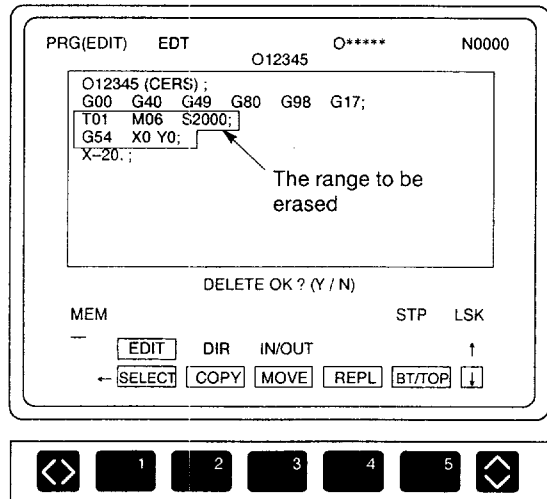 PRG(EDIT) EDT O***** N0000
O12345
O12345 (CERS) ;
G00 G40 G49 G80 G98 G17;
T01 M06 S2000;
G54 X0 Y0;
X–20. ;
The range to be
erased
DELETE OK ? (Y / N)
MEM STP LSK
EDIT DIR IN/OUT ↑
← SELECT COPY MOVE REPL BT/TOP ↓
1 2 3 4 5